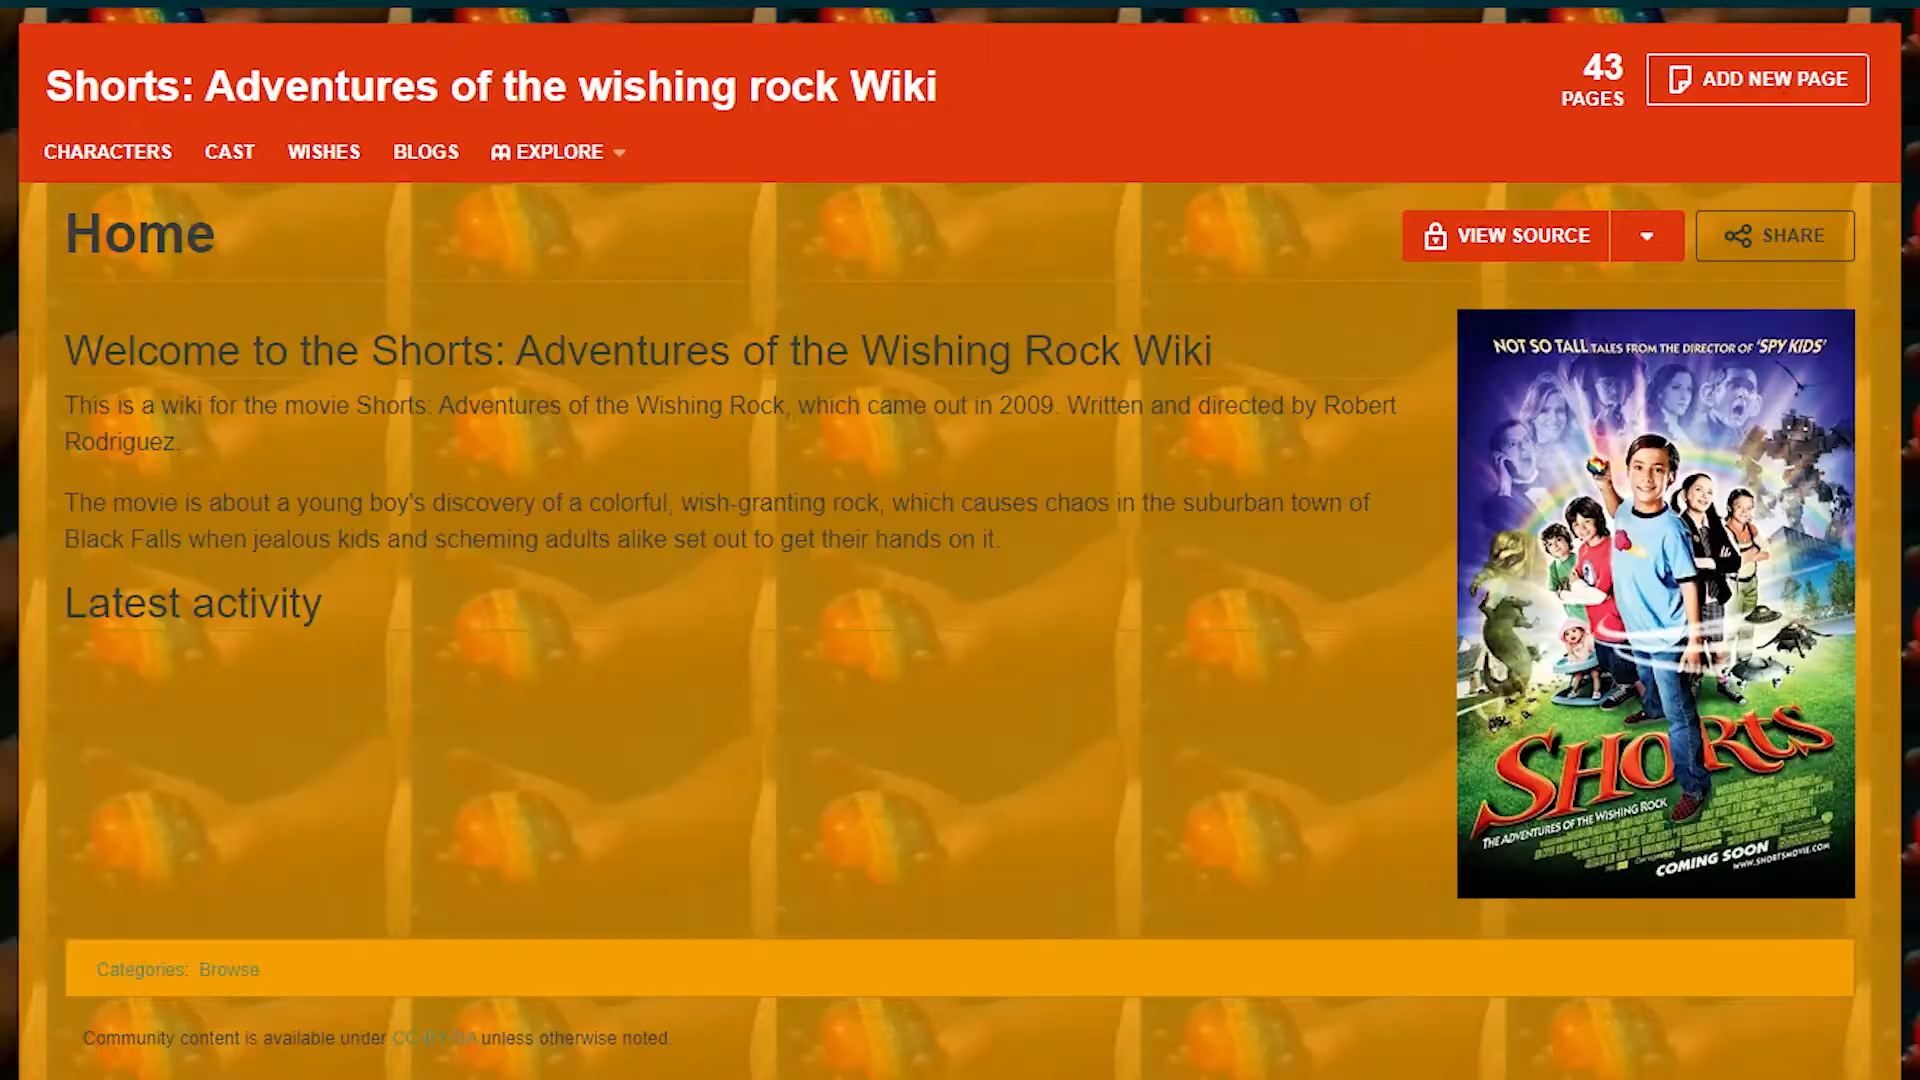 Shorts: Adventures of the wishing rock Wiki
43
PAGES
ADD NEW PAGE
CHARACTERS CAST WISHES BLOGS EXPLORE
Home
VIEW SOURCE
SHARE
Welcome to the Shorts: Adventures of the Wishing Rock Wiki
This is a wiki for the movie Shorts: Adventures of the Wishing Rock, which came out in 2009. Written and directed by Robert
Rodriguez.
The movie is about a young boy's discovery of a colorful, wish-granting rock, which causes chaos in the suburban town of
Black Falls when jealous kids and scheming adults alike set out to get their hands on it.
Latest activity
NOT SO TALL TALES FROM THE DIRECTOR OF 'SPY KIDS'
SHORTS
THE ADVENTURES OF THE WISHING ROCK
COMING SOON
WWW.SHORTSMOVIE.COM
Categories: Browse
Community content is available under CC-BY-SA unless otherwise noted.